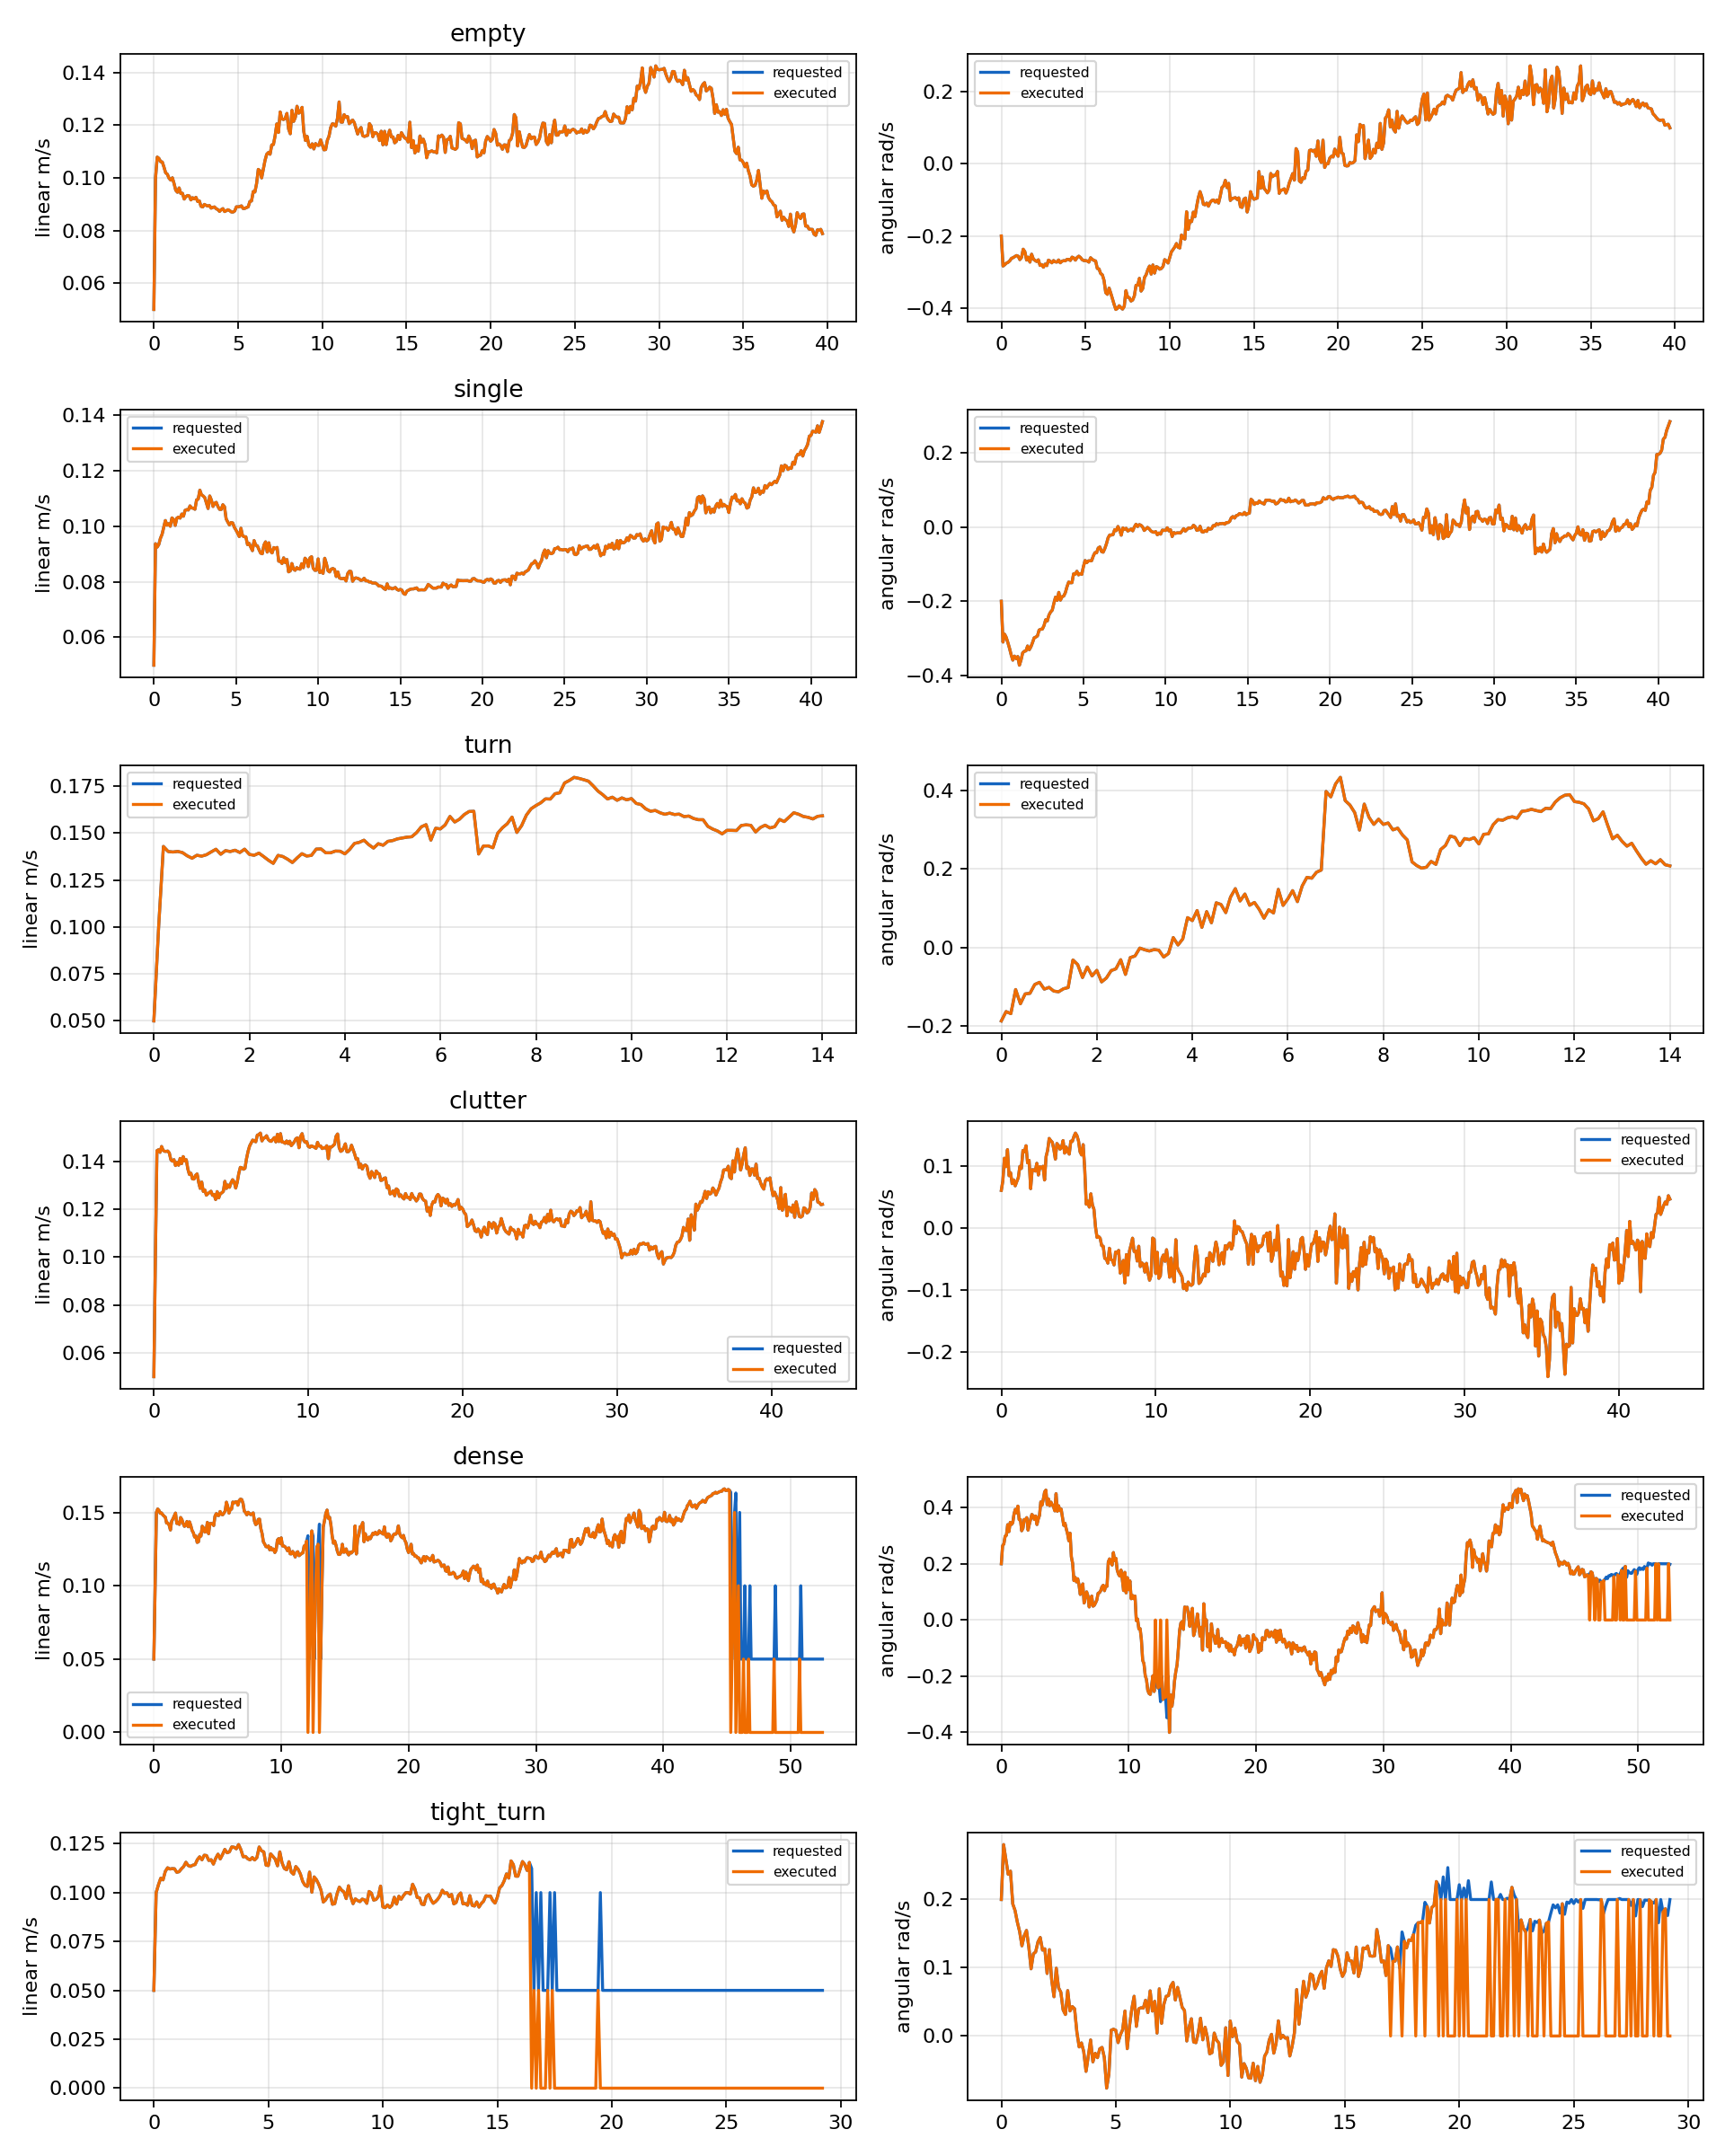 empty
linear m/s
0.14
0.12
0.10
0.08
0.06
requested
executed
0 5 10 15 20 25 30 35 40
angular rad/s
0.2
0.0
−0.2
−0.4
requested
executed
0 5 10 15 20 25 30 35 40
single
linear m/s
0.14
0.12
0.10
0.08
0.06
requested
executed
0 5 10 15 20 25 30 35 40
angular rad/s
0.2
0.0
−0.2
−0.4
requested
executed
0 5 10 15 20 25 30 35 40
turn
linear m/s
0.175
0.150
0.125
0.100
0.075
0.050
requested
executed
0 2 4 6 8 10 12 14
angular rad/s
0.4
0.2
0.0
−0.2
requested
executed
0 2 4 6 8 10 12 14
clutter
linear m/s
0.14
0.12
0.10
0.08
0.06
requested
executed
0 10 20 30 40
angular rad/s
0.1
0.0
−0.1
−0.2
requested
executed
0 10 20 30 40
dense
linear m/s
0.15
0.10
0.05
0.00
requested
executed
0 10 20 30 40 50
angular rad/s
0.4
0.2
0.0
−0.2
−0.4
requested
executed
0 10 20 30 40 50
tight_turn
linear m/s
0.125
0.100
0.075
0.050
0.025
0.000
requested
executed
0 5 10 15 20 25 30
angular rad/s
0.2
0.1
0.0
requested
executed
0 5 10 15 20 25 30